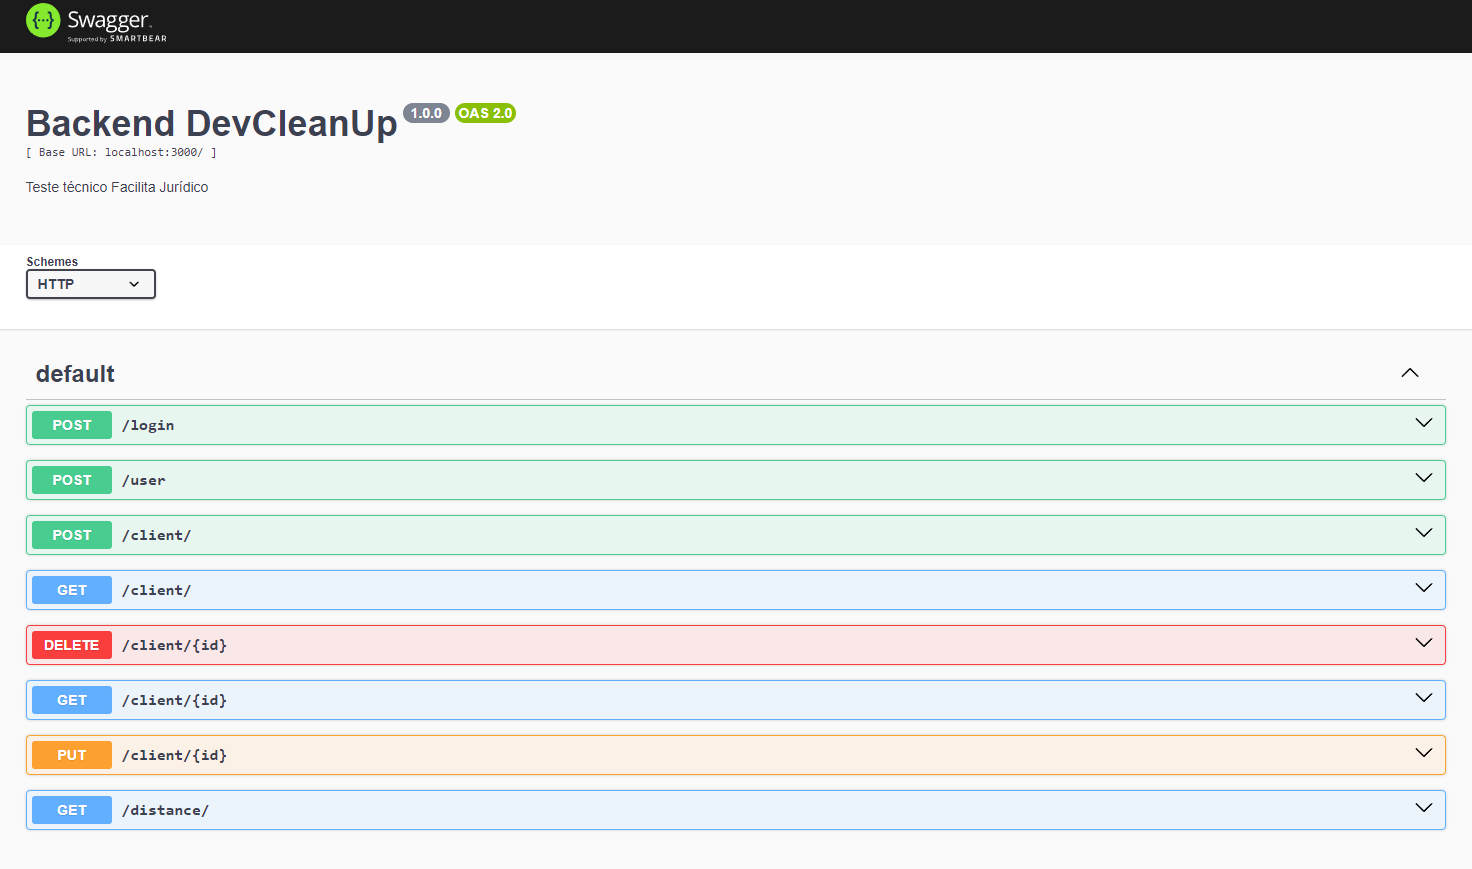 Swagger.
Supported by SMARTBEAR
Backend DevCleanUp 1.0.0 OAS 2.0
[ Base URL: localhost:3000/ ]
Teste técnico Facilita Jurídico
Schemes
HTTP
default
POST /login
POST /user
POST /client/
GET /client/
DELETE /client/{id}
GET /client/{id}
PUT /client/{id}
GET /distance/